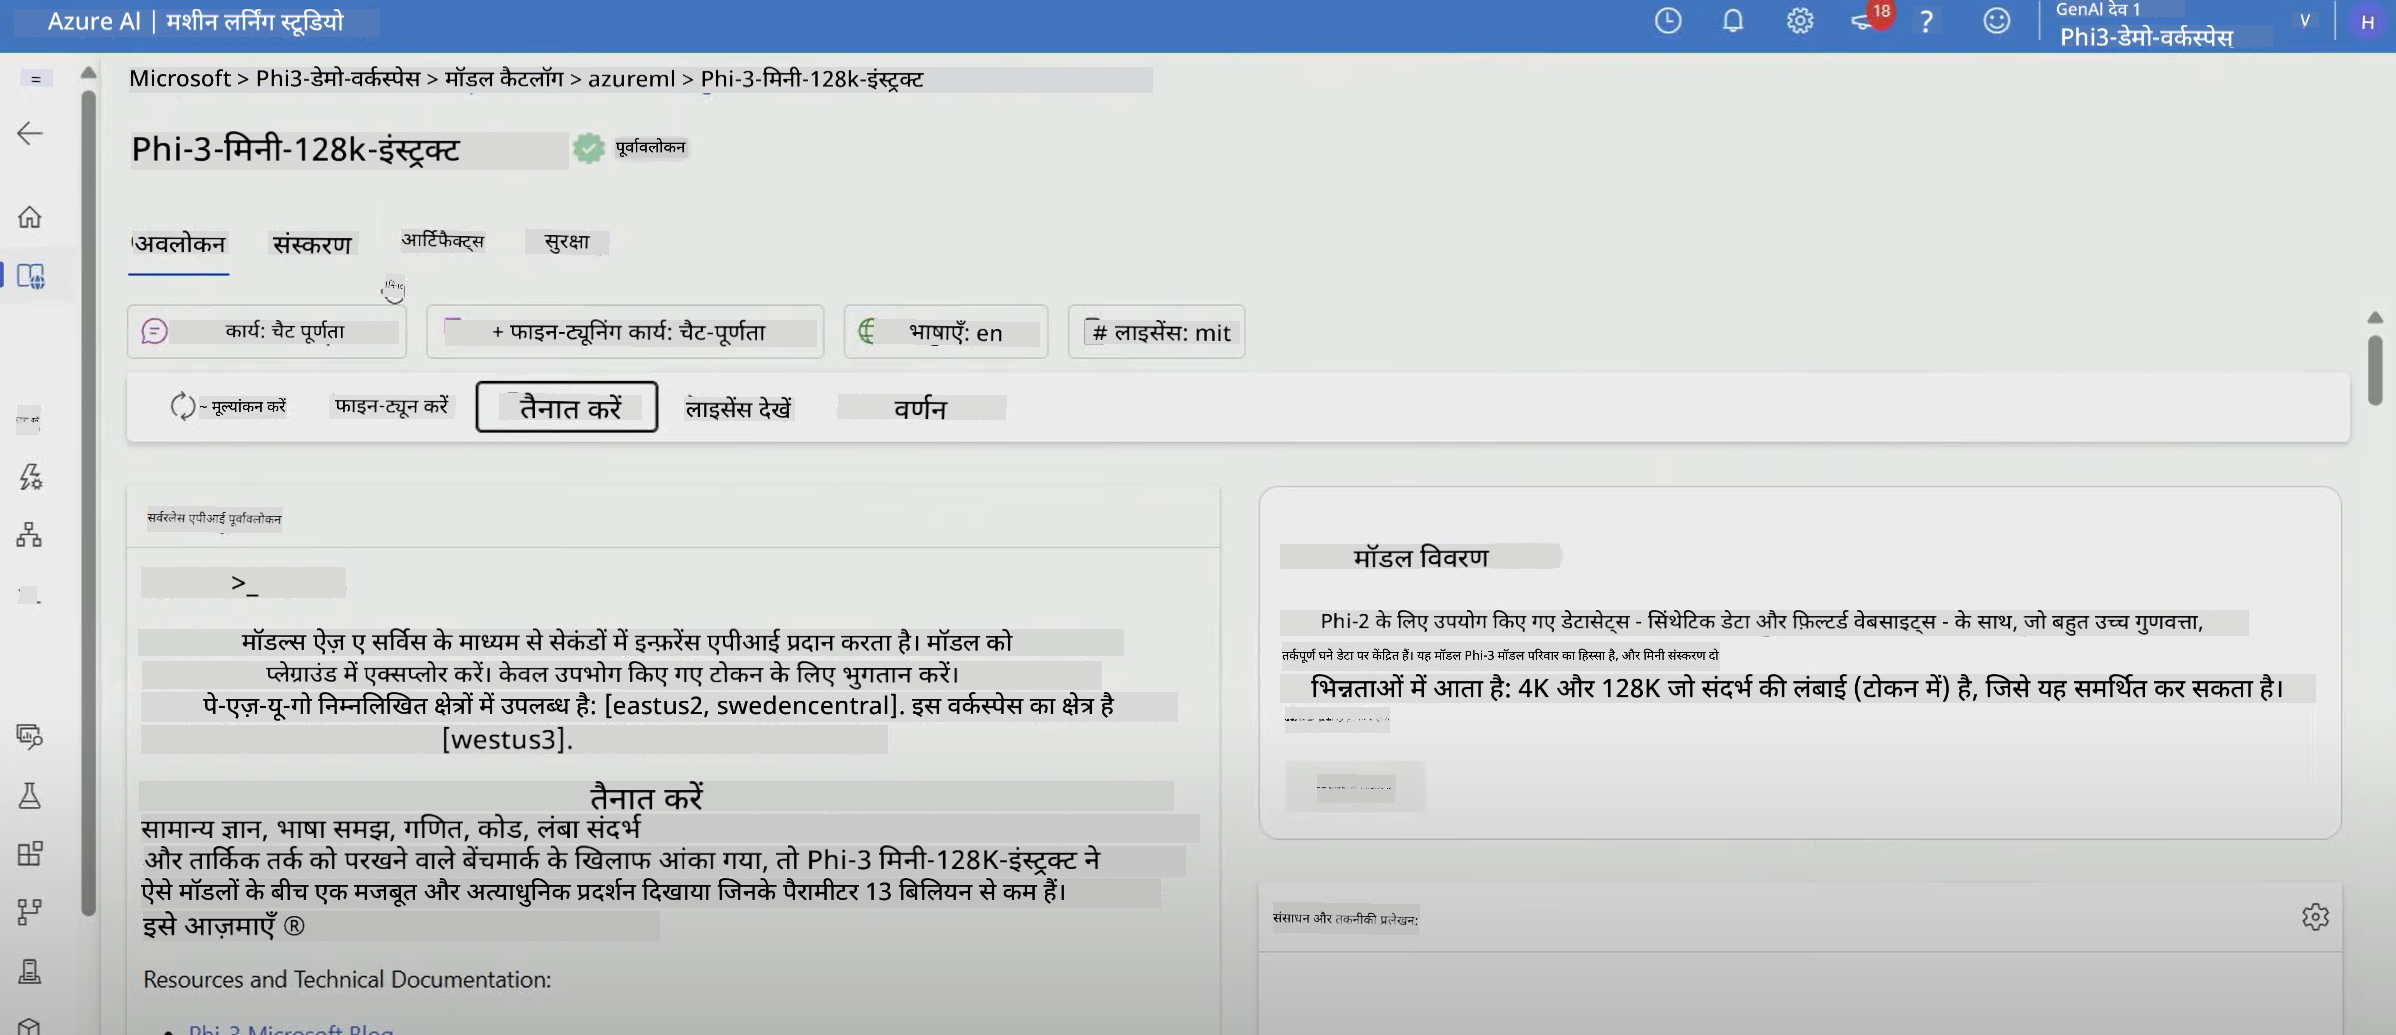 Azure AI | मशीन लर्निंग स्टूडियो
18
?
GenAI देव 1
Phi3-डेमो-वर्कस्पेस
V
H
=
Microsoft > Phi3-डेमो-वर्कस्पेस > मॉडल कैटलॉग > azureml > Phi-3-मिनी-128k-इंस्ट्रक्ट
Phi-3-मिनी-128k-इंस्ट्रक्ट
पूर्वावलोकन
अवलोकन
संस्करण
आर्टिफैक्ट्स
सुरक्षा
कार्य: चैट पूर्णता
+ फाइन-ट्यूनिंग कार्य: चैट-पूर्णता
भाषाएँ: en
# लाइसेंस: mit
~ मूल्यांकन करें
फाइन-ट्यून करें
तैनात करें
लाइसेंस देखें
वर्णन
सर्वरलेस एपीआई पूर्वावलोकन
>_
मॉडल्स ऐज़ ए सर्विस के माध्यम से सेकंडों में इन्फ़रेंस एपीआई प्रदान करता है। मॉडल को
प्लेग्राउंड में एक्सप्लोर करें। केवल उपभोग किए गए टोकन के लिए भुगतान करें।
पे-एज़-यू-गो निम्नलिखित क्षेत्रों में उपलब्ध है: [eastus2, swedencentral]. इस वर्कस्पेस का क्षेत्र है
[westus3].
तैनात करें
सामान्य ज्ञान, भाषा समझ, गणित, कोड, लंबा संदर्भ
और तार्किक तर्क को परखने वाले बेंचमार्क के खिलाफ आंका गया, तो Phi-3 मिनी-128K-इंस्ट्रक्ट ने
ऐसे मॉडलों के बीच एक मजबूत और अत्याधुनिक प्रदर्शन दिखाया जिनके पैरामीटर 13 बिलियन से कम हैं।
इसे आज़माएँ ®
Resources and Technical Documentation:
• Phi-3 Microsoft Blog
मॉडल विवरण
Phi-2 के लिए उपयोग किए गए डेटासेट्स - सिंथेटिक डेटा और फ़िल्टर्ड वेबसाइट्स - के साथ, जो बहुत उच्च गुणवत्ता,
तर्कपूर्ण घने डेटा पर केंद्रित हैं। यह मॉडल Phi-3 मॉडल परिवार का हिस्सा है, और मिनी संस्करण दो
भिन्नताओं में आता है: 4K और 128K जो संदर्भ की लंबाई (टोकन में) है, जिसे यह समर्थित कर सकता है।
संसाधन और तकनीकी प्रलेखन: